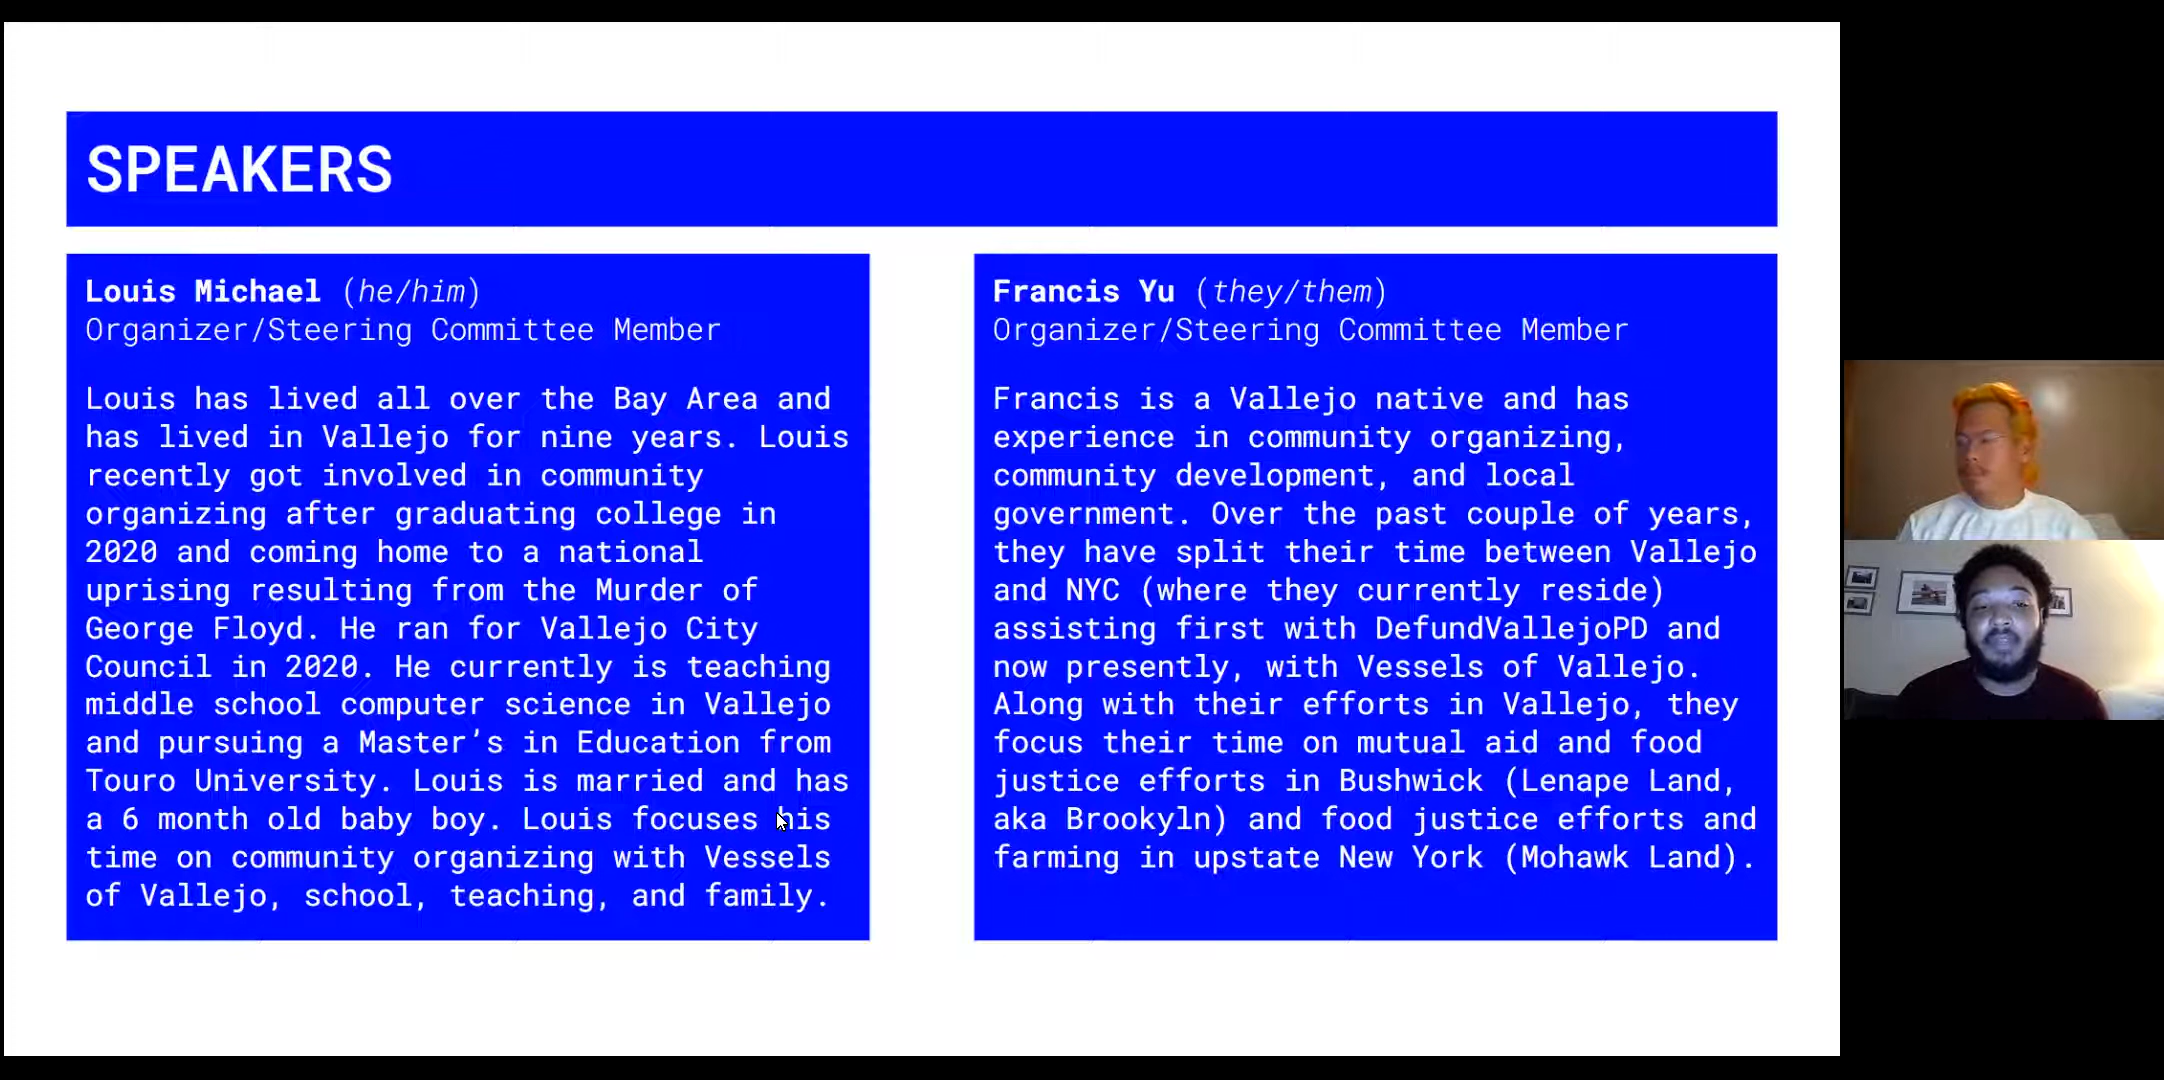 SPEAKERS
Louis Michael (he/him)
Organizer/Steering Committee Member
Louis has lived all over the Bay Area and
has lived in Vallejo for nine years. Louis
recently got involved in community
organizing after graduating college in
2020 and coming home to a national
uprising resulting from the Murder of
George Floyd. He ran for Vallejo City
Council in 2020. He currently is teaching
middle school computer science in Vallejo
and pursuing a Master’s in Education from
Touro University. Louis is married and has
a 6 month old baby boy. Louis focuses his
time on community organizing with Vessels
of Vallejo, school, teaching, and family.
Francis Yu (they/them)
Organizer/Steering Committee Member
Francis is a Vallejo native and has
experience in community organizing,
community development, and local
government. Over the past couple of years,
they have split their time between Vallejo
and NYC (where they currently reside)
assisting first with DefundVallejoPD and
now presently, with Vessels of Vallejo.
Along with their efforts in Vallejo, they
focus their time on mutual aid and food
justice efforts in Bushwick (Lenape Land,
aka Brookyln) and food justice efforts and
farming in upstate New York (Mohawk Land).